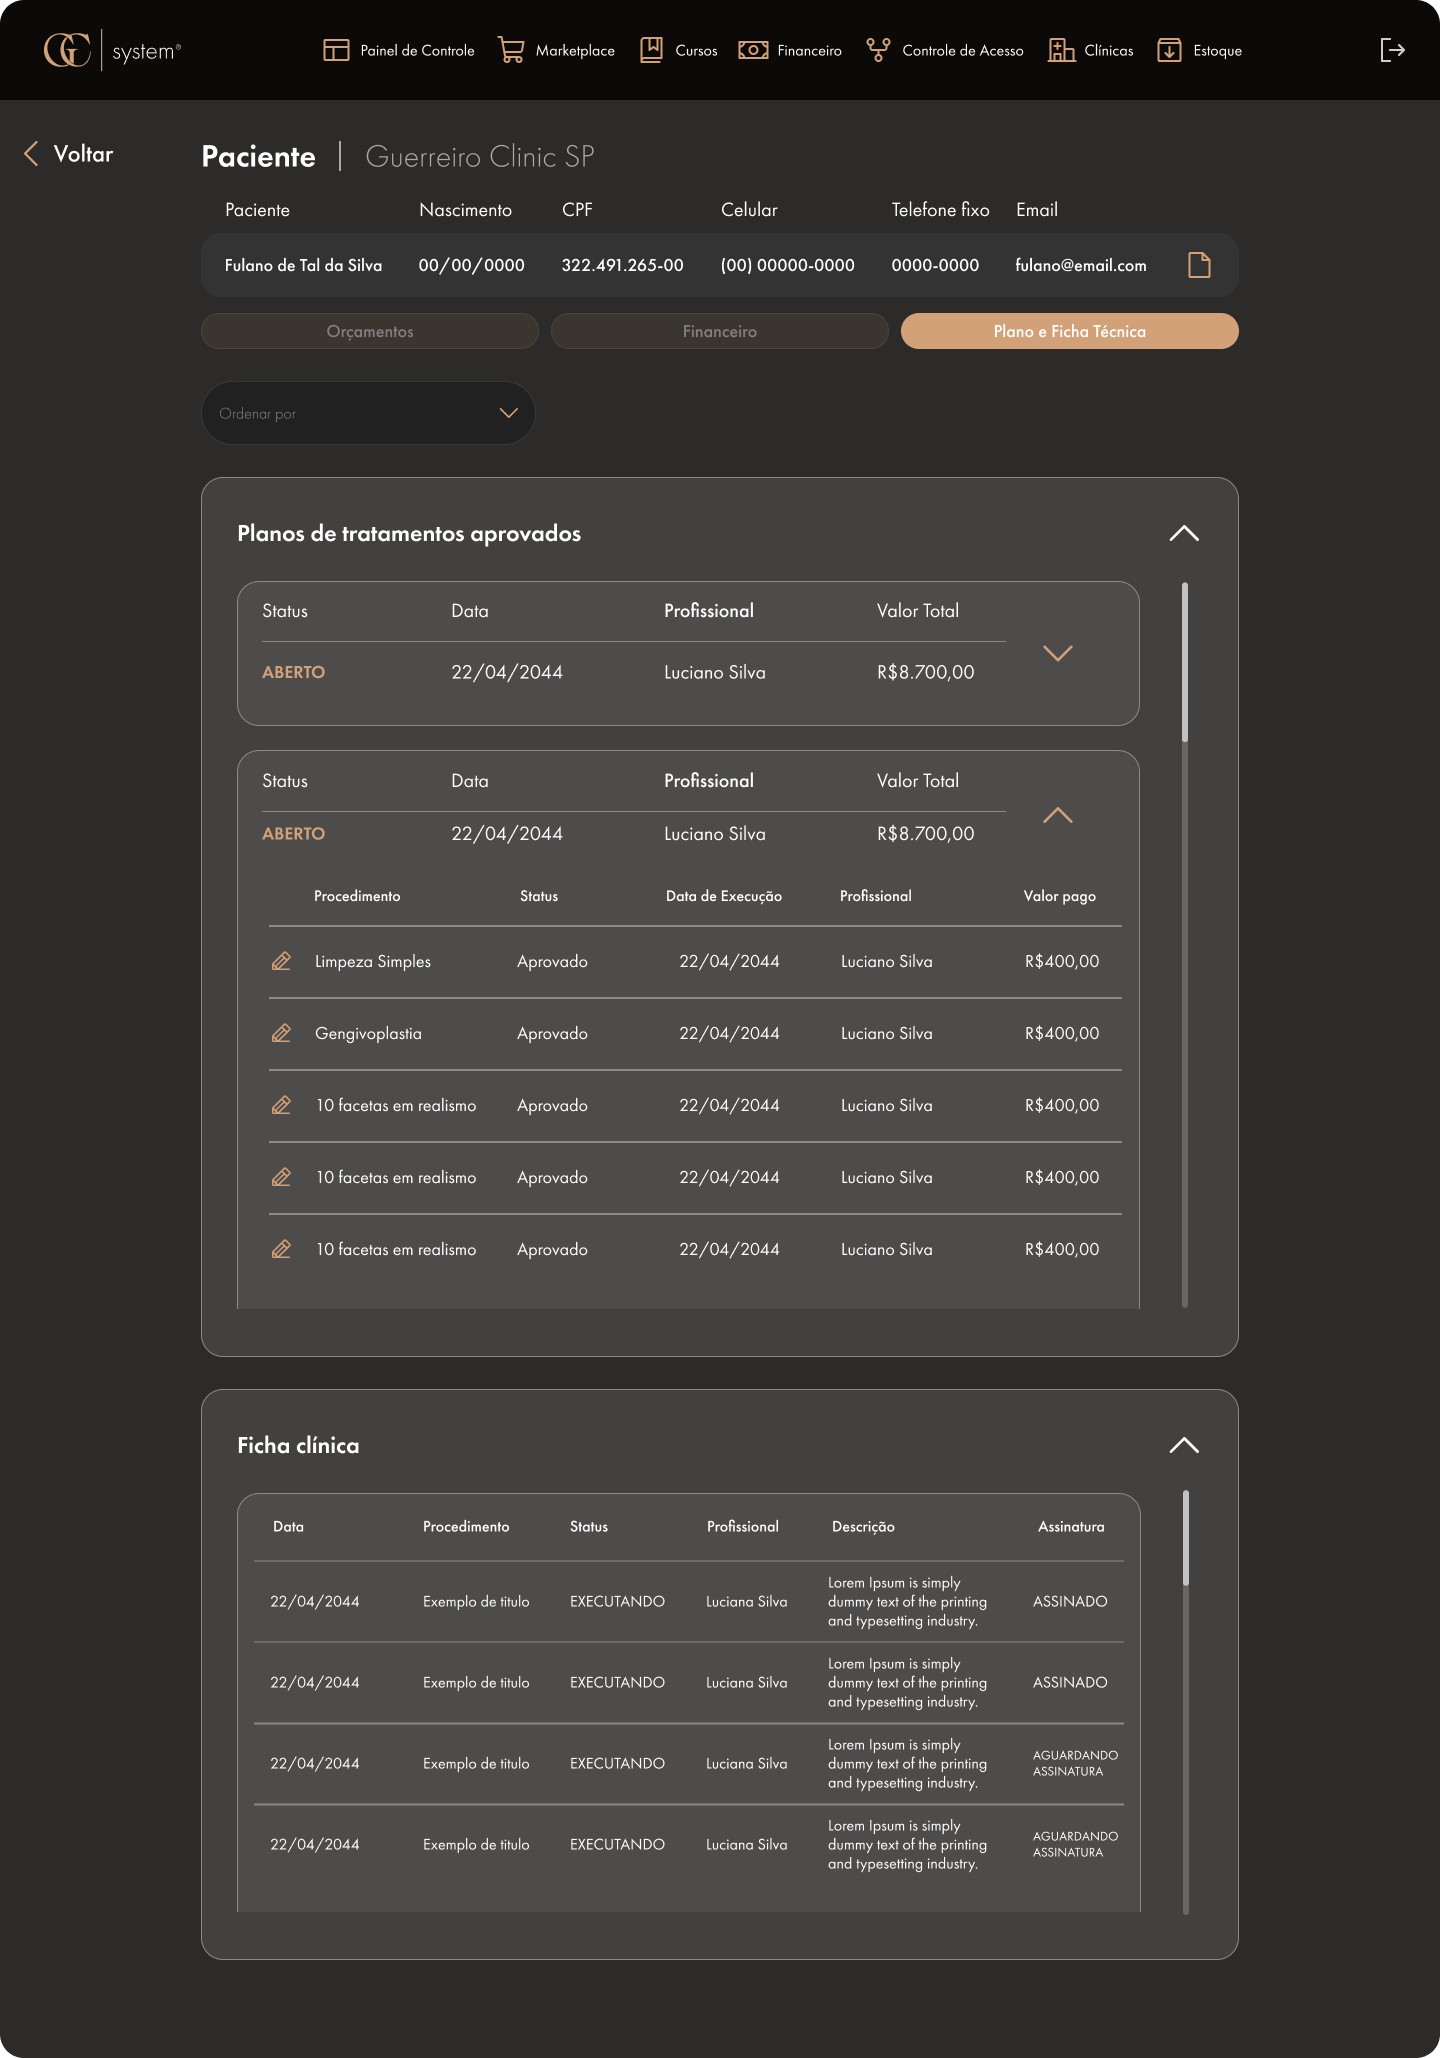 GC system®
Painel de Controle Marketplace Cursos Financeiro Controle de Acesso Clínicas Estoque
Voltar
Paciente | Guerreiro Clinic SP
Paciente Nascimento CPF Celular Telefone fixo Email
Fulano de Tal da Silva 00/00/0000 322.491.265-00 (00) 00000-0000 0000-0000 fulano@email.com
Orçamentos Financeiro Plano e Ficha Técnica
Ordenar por
Planos de tratamentos aprovados
Status Data Profissional Valor Total
ABERTO 22/04/2044 Luciano Silva R$8.700,00
Status Data Profissional Valor Total
ABERTO 22/04/2044 Luciano Silva R$8.700,00
Procedimento Status Data de Execução Profissional Valor pago
Limpeza Simples Aprovado 22/04/2044 Luciano Silva R$400,00
Gengivoplastia Aprovado 22/04/2044 Luciano Silva R$400,00
10 facetas em realismo Aprovado 22/04/2044 Luciano Silva R$400,00
10 facetas em realismo Aprovado 22/04/2044 Luciano Silva R$400,00
10 facetas em realismo Aprovado 22/04/2044 Luciano Silva R$400,00
Ficha clínica
Data Procedimento Status Profissional Descrição Assinatura
22/04/2044 Exemplo de titulo EXECUTANDO Luciana Silva
Lorem Ipsum is simply
dummy text of the printing
and typesetting industry.
ASSINADO
22/04/2044 Exemplo de titulo EXECUTANDO Luciana Silva
Lorem Ipsum is simply
dummy text of the printing
and typesetting industry.
ASSINADO
22/04/2044 Exemplo de titulo EXECUTANDO Luciana Silva
Lorem Ipsum is simply
dummy text of the printing
and typesetting industry.
AGUARDANDO
ASSINATURA
22/04/2044 Exemplo de titulo EXECUTANDO Luciana Silva
Lorem Ipsum is simply
dummy text of the printing
and typesetting industry.
AGUARDANDO
ASSINATURA